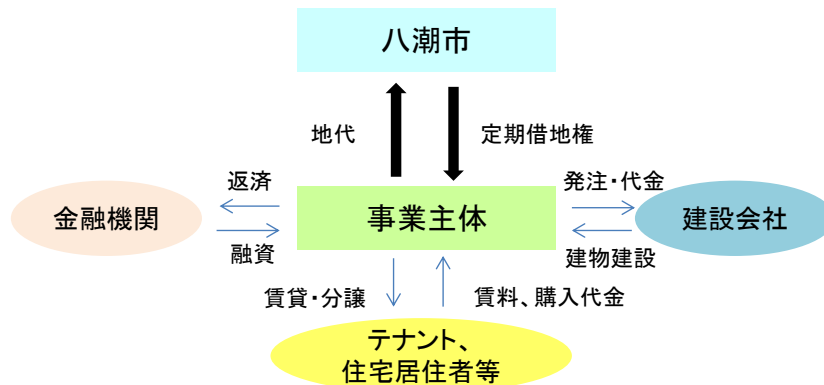 八潮市
地代
定期借地権
返済
発注・代金
金融機関
事業主体
建設会社
融資
建物建設
賃貸・分譲
賃料、購入代金
テナント、
住宅居住者等